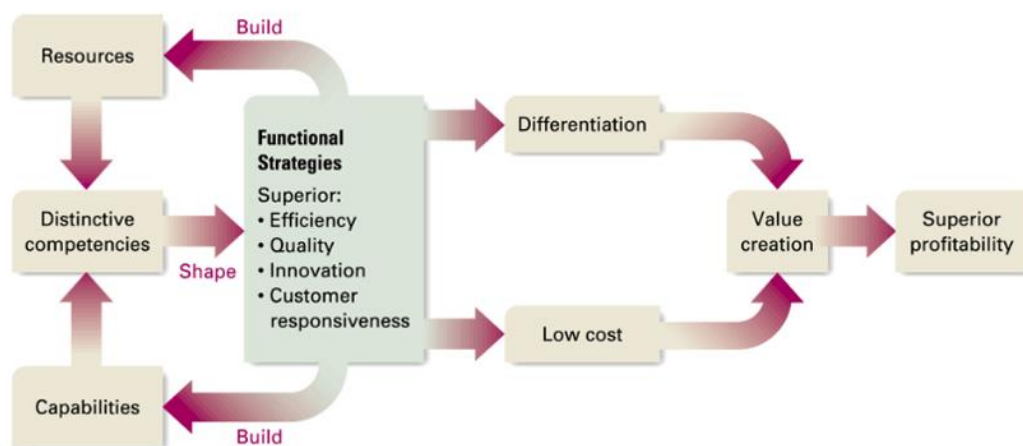 Build
Resources
Functional
Strategies
Superior:
• Efficiency
• Quality
• Innovation
• Customer
responsiveness
Differentiation
Distinctive
competencies
Shape
Value
creation
Superior
profitability
Low cost
Capabilities
Build